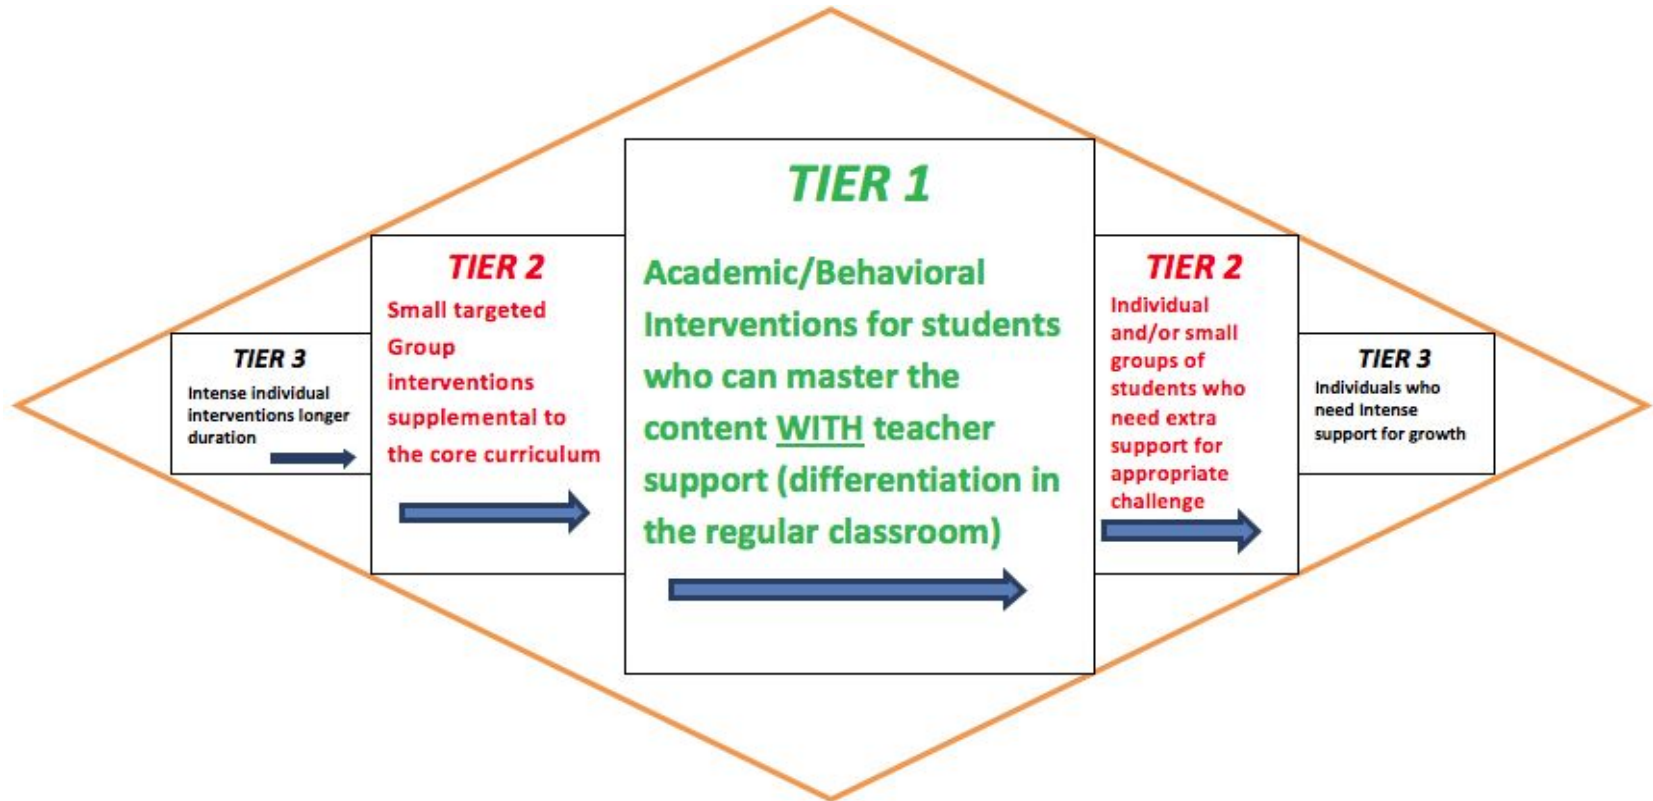 TIER 3
Intense individual
interventions longer
duration
TIER 2
Small targeted
Group
interventions
supplemental to
the core curriculum
TIER 1
Academic/Behavioral
Interventions for students
who can master the
content WITH teacher
support (differentiation in
the regular classroom)
TIER 2
Individual
and/or small
groups of
students who
need extra
support for
appropriate
challenge
TIER 3
Individuals who
need Intense
support for growth